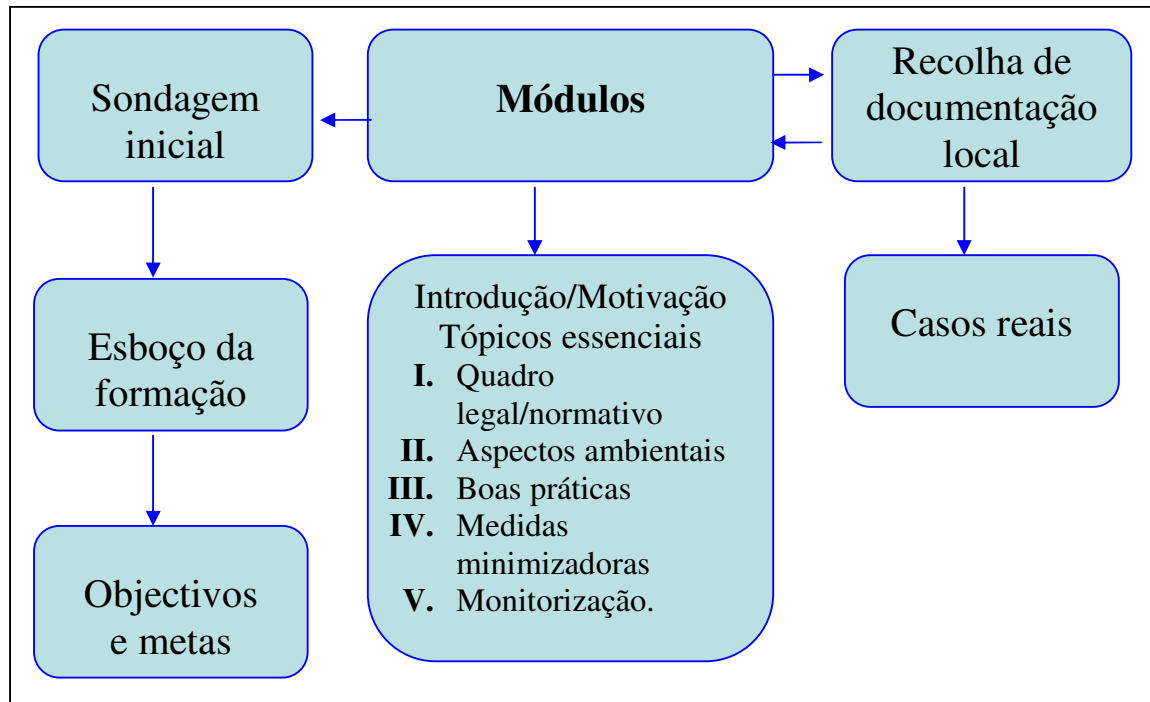 Sondagem
inicial
Módulos
Recolha de
documentação
local
Esboço da
formação
Introdução/Motivação
Tópicos essenciais
I. Quadro
legal/normativo
II. Aspectos ambientais
III. Boas práticas
IV. Medidas
minimizadoras
V. Monitorização.
Casos reais
Objectivos
e metas